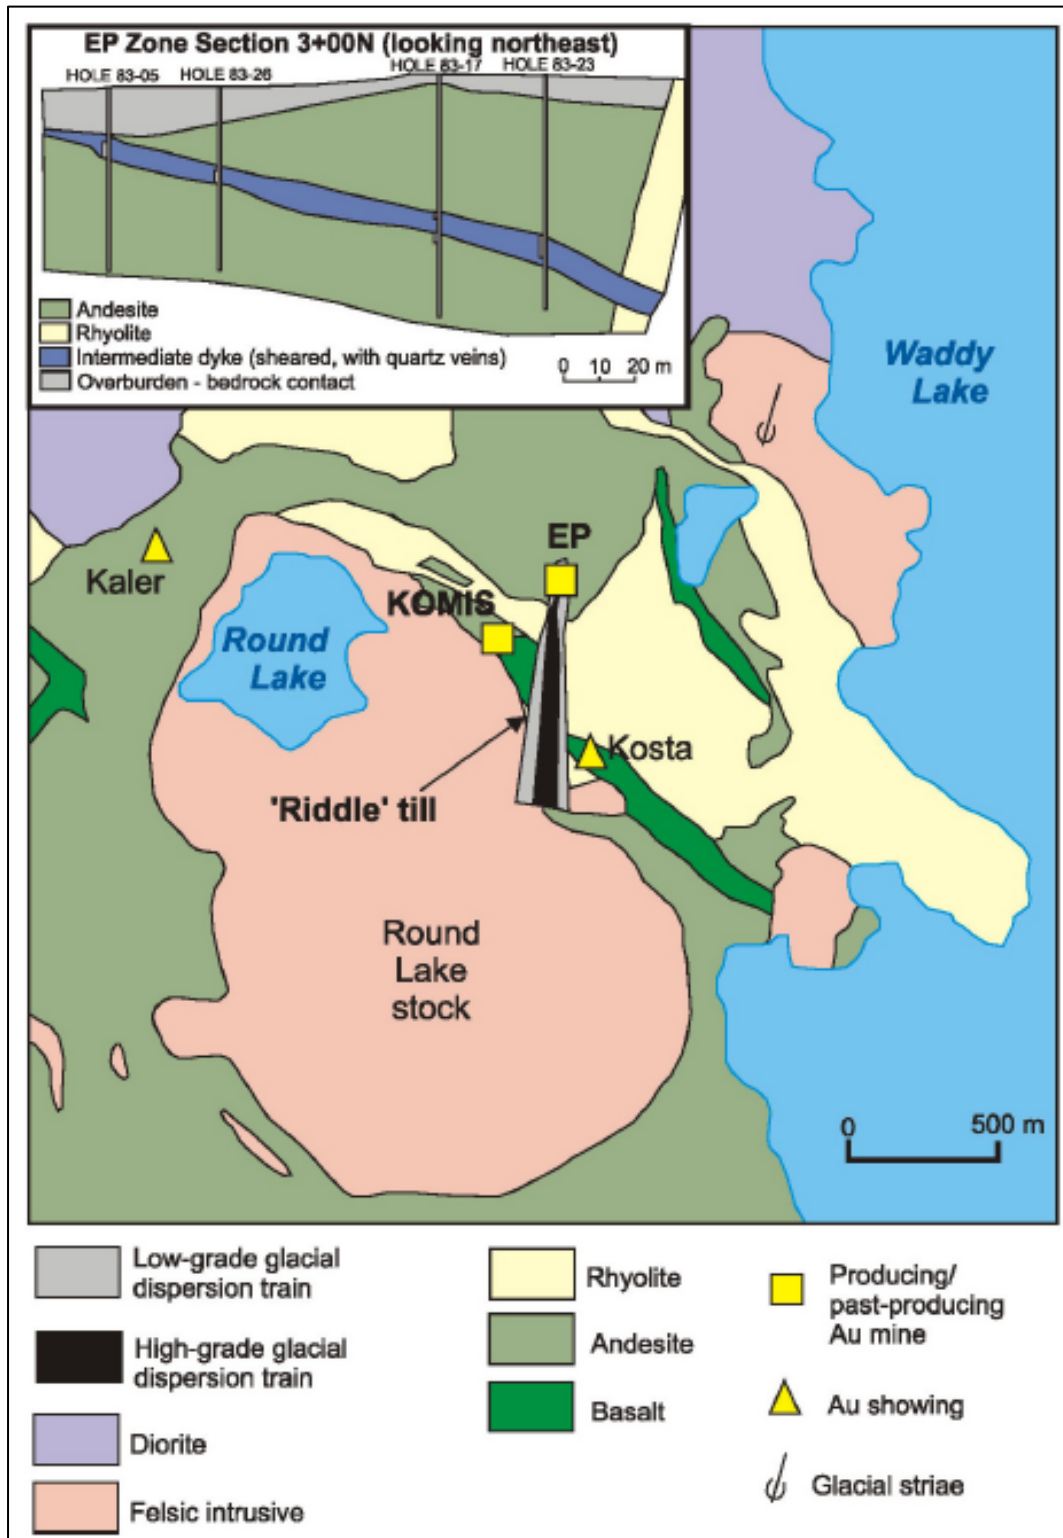 EP Zone Section 3+00N (looking northeast)
HOLE 83-05
HOLE 83-26
HOLE 83-17
HOLE 83-23
Andesite
Rhyolite
Intermediate dyke (sheared, with quartz veins)
Overburden - bedrock contact
0 10 20 m
Waddy
Lake
EP
Kaler
KOMIS
Round
Lake
Kosta
'Riddle' till
Round
Lake
stock
0
500 m
Low-grade glacial
dispersion train
High-grade glacial
dispersion train
Diorite
Felsic intrusive
Rhyolite
Andesite
Basalt
Producing/
past-producing
Au mine
Au showing
Glacial striae